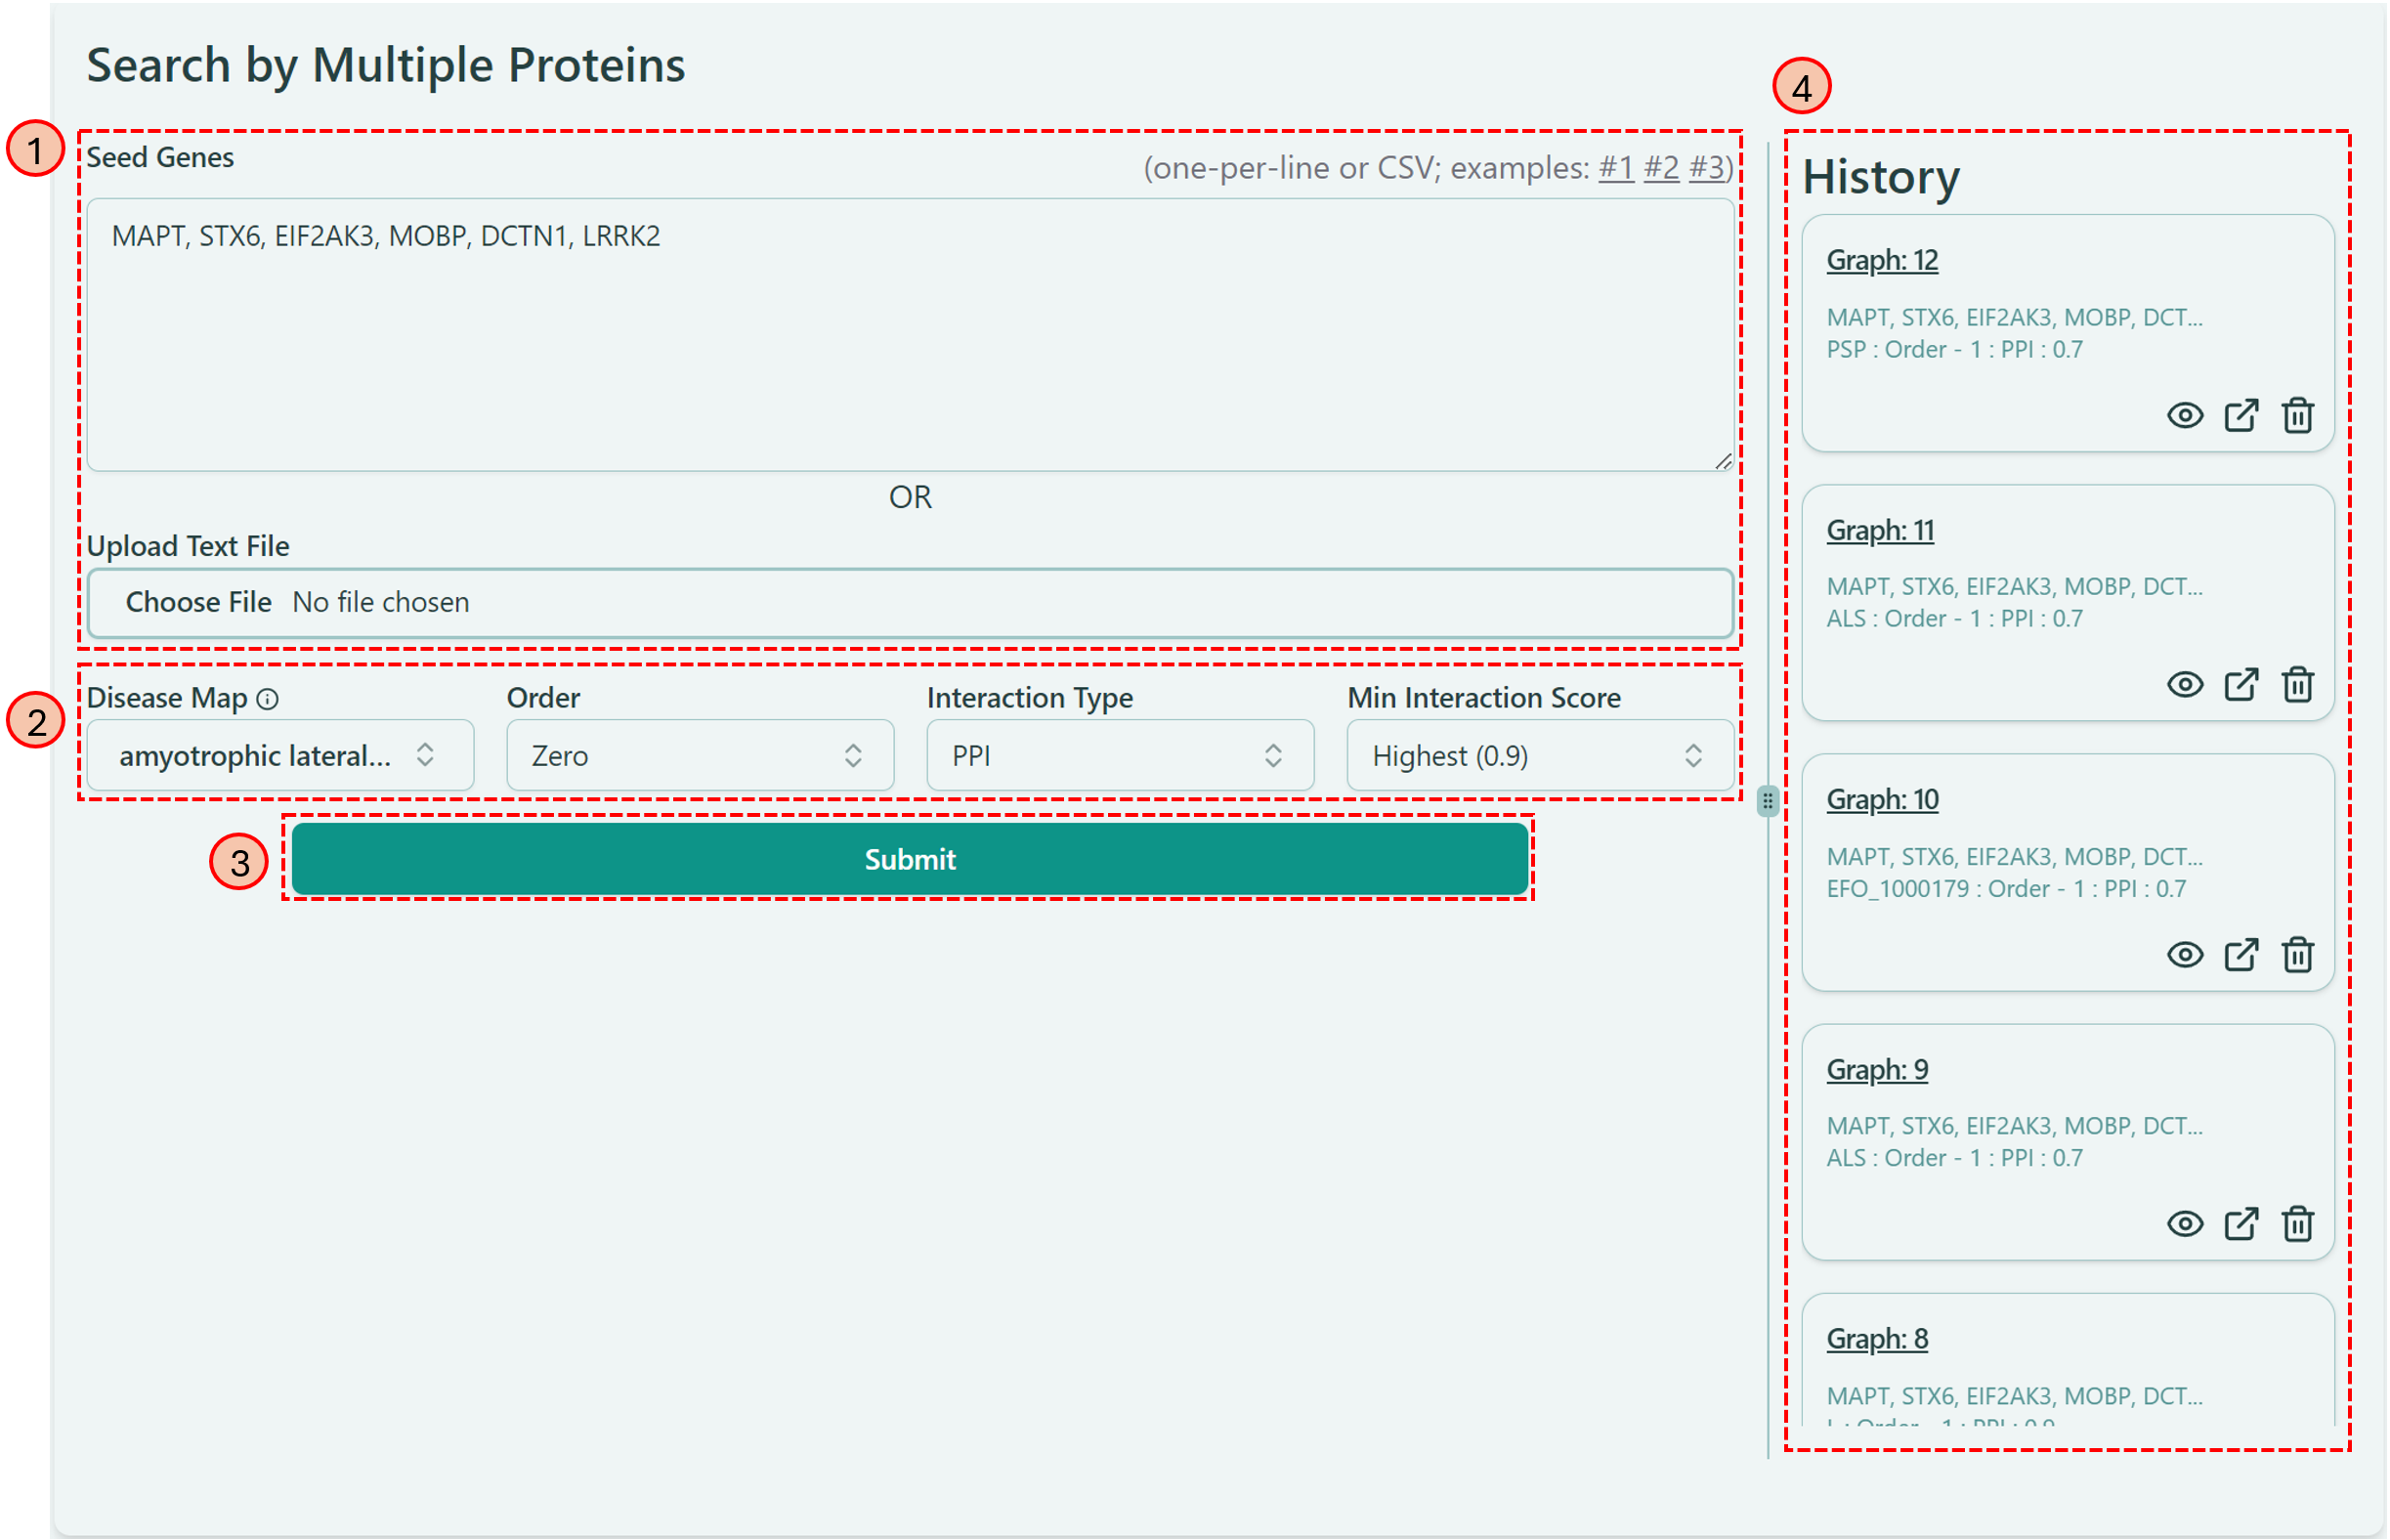 Search by Multiple Proteins
1
Seed Genes
(one-per-line or CSV; examples: #1 #2 #3)
MAPT, STX6, EIF2AK3, MOBP, DCTN1, LRRK2
OR
Upload Text File
Choose File No file chosen
2
Disease Map Order Interaction Type Min Interaction Score
amyotrophic lateral... Zero PPI Highest (0.9)
3
Submit
4
History
Graph: 12
MAPT, STX6, EIF2AK3, MOBP, DCT...
PSP : Order - 1 : PPI : 0.7
Graph: 11
MAPT, STX6, EIF2AK3, MOBP, DCT...
ALS : Order - 1 : PPI : 0.7
Graph: 10
MAPT, STX6, EIF2AK3, MOBP, DCT...
EFO_1000179 : Order - 1 : PPI : 0.7
Graph: 9
MAPT, STX6, EIF2AK3, MOBP, DCT...
ALS : Order - 1 : PPI : 0.7
Graph: 8
MAPT, STX6, EIF2AK3, MOBP, DCT...
: Order - 1 : PPI : 0.9